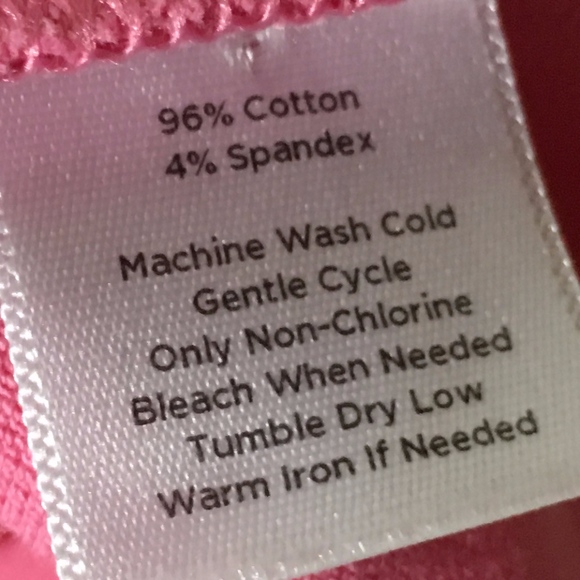 96% Cotton
4% Spandex
Machine Wash Cold
Gentle Cycle
Only Non-Chlorine
Bleach When Needed
Tumble Dry Low
Warm Iron If Needed